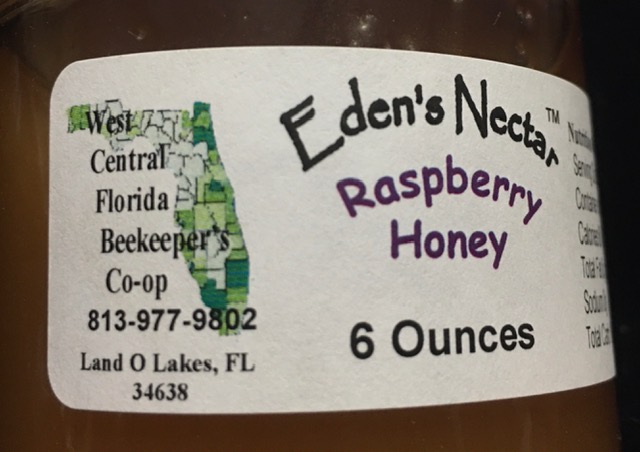 West
Central
Florida
Beekeeper's
Co-op
813-977-9802
Land O Lakes, FL
34638
Eden's Nectar™
Raspberry
Honey
6 Ounces
Total